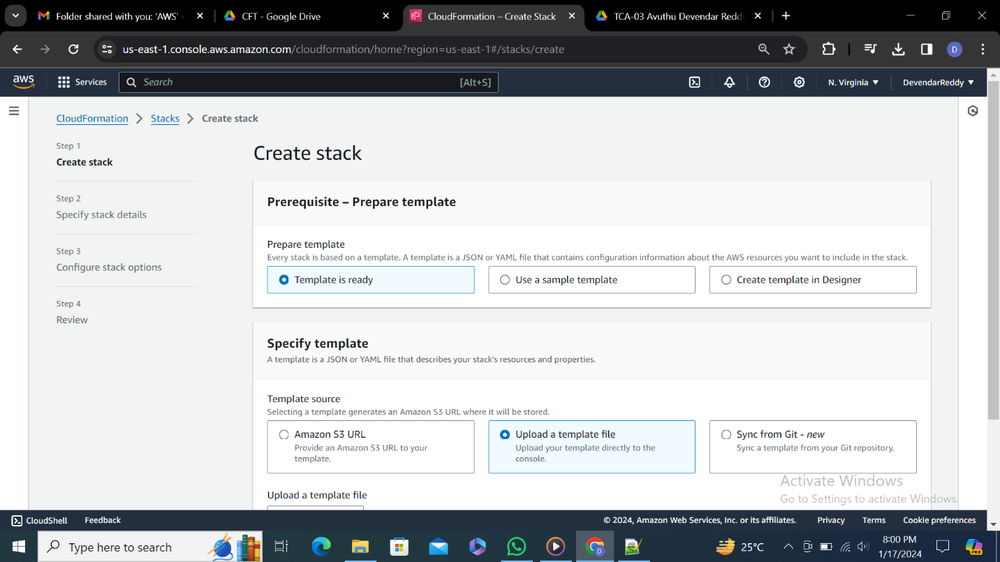 Folder shared with you: 'AWS' -
CFT - Google Drive
CloudFormation – Create Stack
TCA-03 Avuthu Devendar Reddy
us-east-1.console.aws.amazon.com/cloudformation/home?region=us-east-1#/stacks/create
D
aws
Services
Search
[Alt+S]
N. Virginia
DevendarReddy
CloudFormation
Stacks
Create stack
Step 1
Create stack
Step 2
Specify stack details
Step 3
Configure stack options
Step 4
Review
Create stack
Prerequisite – Prepare template
Prepare template
Every stack is based on a template. A template is a JSON or YAML file that contains configuration information about the AWS resources you want to include in the stack.
Template is ready
Use a sample template
Create template in Designer
Specify template
A template is a JSON or YAML file that describes your stack's resources and properties.
Template source
Selecting a template generates an Amazon S3 URL where it will be stored.
Amazon S3 URL
Provide an Amazon S3 URL to your
template.
Upload a template file
Upload your template directly to the
console.
Sync from Git - new
Sync a template from your Git repository.
Upload a template file
Activate Windows
Go to Settings to activate Windows.
CloudShell
Feedback
© 2024, Amazon Web Services, Inc. or its affiliates.
Privacy
Terms
Cookie preferences
Type here to search
D
25°C
8:00 PM
1/17/2024
PRE